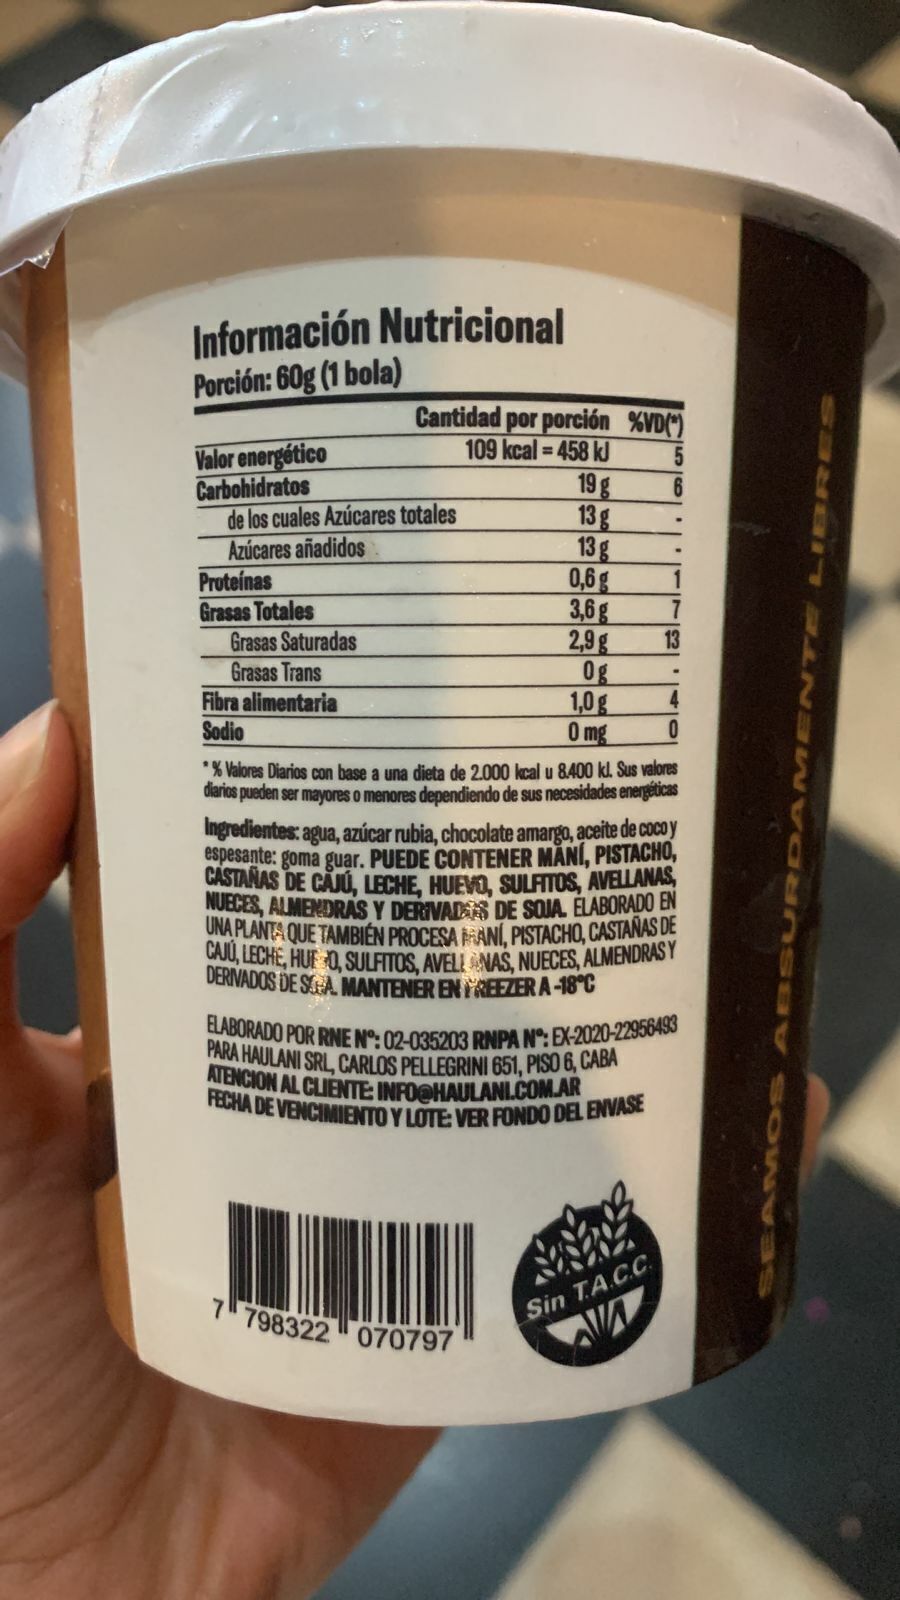 Información Nutricional
Porción: 60g (1 bola)
Cantidad por porción %VD(*)
Valor energético 109 kcal = 458 kJ 5
Carbohidratos 19 g 6
de los cuales Azúcares totales 13 g -
Azúcares añadidos 13 g -
Proteínas 0,6 g 1
Grasas Totales 3,6 g 7
Grasas Saturadas 2,9 g 13
Grasas Trans 0 g -
Fibra alimentaria 1,0 g 4
Sodio 0 mg 0
* % Valores Diarios con base a una dieta de 2.000 kcal u 8.400 kJ. Sus valores
diarios pueden ser mayores o menores dependiendo de sus necesidades energéticas
Ingredientes: agua, azúcar rubia, chocolate amargo, aceite de coco y
espesante: goma guar. PUEDE CONTENER MANÍ, PISTACHO,
CASTAÑAS DE CAJÚ, LECHE, HUEVO, SULFITOS, AVELLANAS,
NUECES, ALMENDRAS Y DERIVADOS DE SOJA. ELABORADO EN
UNA PLANTA QUE TAMBIÉN PROCESA MANÍ, PISTACHO, CASTAÑAS DE
CAJÚ, LECHE, HUEVO, SULFITOS, AVELLANAS, NUECES, ALMENDRAS Y
DERIVADOS DE SOJA. MANTENER EN FREEZER A -18°C
ELABORADO POR RNE Nº: 02-035203 RNPA Nº: EX-2020-22956493
PARA HAULANI SRL, CARLOS PELLEGRINI 651, PISO 6, CABA
ATENCION AL CLIENTE: INFO@HAULANI.COM.AR
FECHA DE VENCIMIENTO Y LOTE: VER FONDO DEL ENVASE
7 798322 070797
Sin T.A.C.C.
SEAMOS ABSURDAMENTE LIBRES